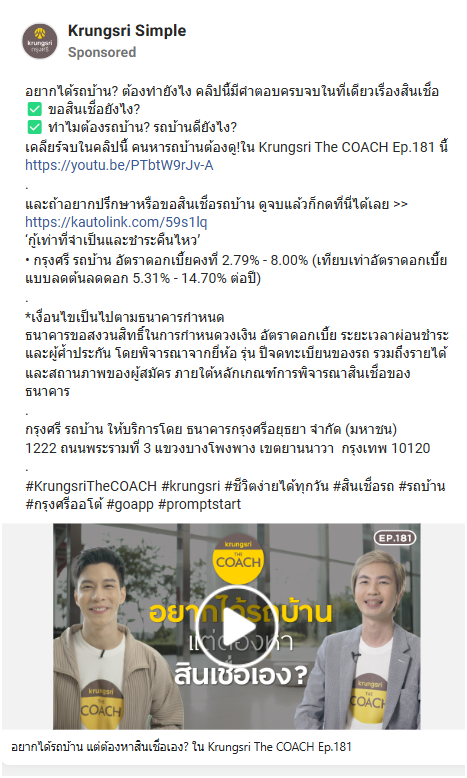 krungsri
กรุงศรี
Krungsri Simple
Sponsored
อยากได้รถบ้าน? ต้องทำยังไง คลิปนี้มีคำตอบครบจบในที่เดียวเรื่องสินเชื่อ
✅ ขอสินเชื่อยังไง?
✅ ทำไมต้องรถบ้าน? รถบ้านดียังไง?
เคลียร์จบในคลิปนี้ คนหารถบ้านต้องดู!ใน Krungsri The COACH Ep.181 นี้
https://youtu.be/PTbtW9rJv-A
.
และถ้าอยากปรึกษาหรือขอสินเชื่อรถบ้าน ดูจบแล้วก็กดที่นี่ได้เลย >>
https://kautolink.com/59s1lq
‘กู้เท่าที่จำเป็นและชำระคืนไหว’
• กรุงศรี รถบ้าน อัตราดอกเบี้ยคงที่ 2.79% - 8.00% (เทียบเท่าอัตราดอกเบี้ย
แบบลดต้นลดดอก 5.31% - 14.70% ต่อปี)
.
*เงื่อนไขเป็นไปตามธนาคารกำหนด
ธนาคารขอสงวนสิทธิ์ในการกำหนดวงเงิน อัตราดอกเบี้ย ระยะเวลาผ่อนชำระ
และผู้ค้ำประกัน โดยพิจารณาจากยี่ห้อ รุ่น ปีจดทะเบียนของรถ รวมถึงรายได้
และสถานภาพของผู้สมัคร ภายใต้หลักเกณฑ์การพิจารณาสินเชื่อของ
ธนาคาร
.
กรุงศรี รถบ้าน ให้บริการโดย ธนาคารกรุงศรีอยุธยา จำกัด (มหาชน)
1222 ถนนพระรามที่ 3 แขวงบางโพงพาง เขตยานนาวา กรุงเทพ 10120
.
#KrungsriTheCOACH #krungsri #ชีวิตง่ายได้ทุกวัน #สินเชื่อรถ #รถบ้าน
#กรุงศรีออโต้ #goapp #promptstart
EP.181
krungsri
THE
COACH
อยากได้รถบ้าน
แต่ต้องหา
สินเชื่อเอง?
krungsri
THE
COACH
krungsri
THE
COACH
อยากได้รถบ้าน แต่ต้องหาสินเชื่อเอง? ใน Krungsri The COACH Ep.181